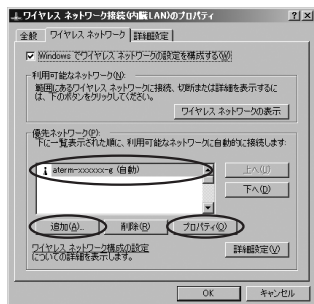 ワイヤレス ネットワーク接続(内臓LAN)のプロパティ
全般 ワイヤレス ネットワーク 詳細設定
Windows でワイヤレス ネットワークの設定を構成する(W)
利用可能なネットワーク(N):
範囲にあるワイヤレス ネットワークに接続、切断または詳細を表示するに
は、下のボタンをクリックしてください。
ワイヤレス ネットワークの表示
優先ネットワーク(P):
下に一覧表示された順に、利用可能なネットワークに自動的に接続します:
aterm-xxxxxx-g (自動)
上へ(U)
下へ(D)
追加(A)... 削除(R) プロパティ(O)
ワイヤレス ネットワーク構成の設定
についての詳細を表示します。
詳細設定(V)
OK キャンセル